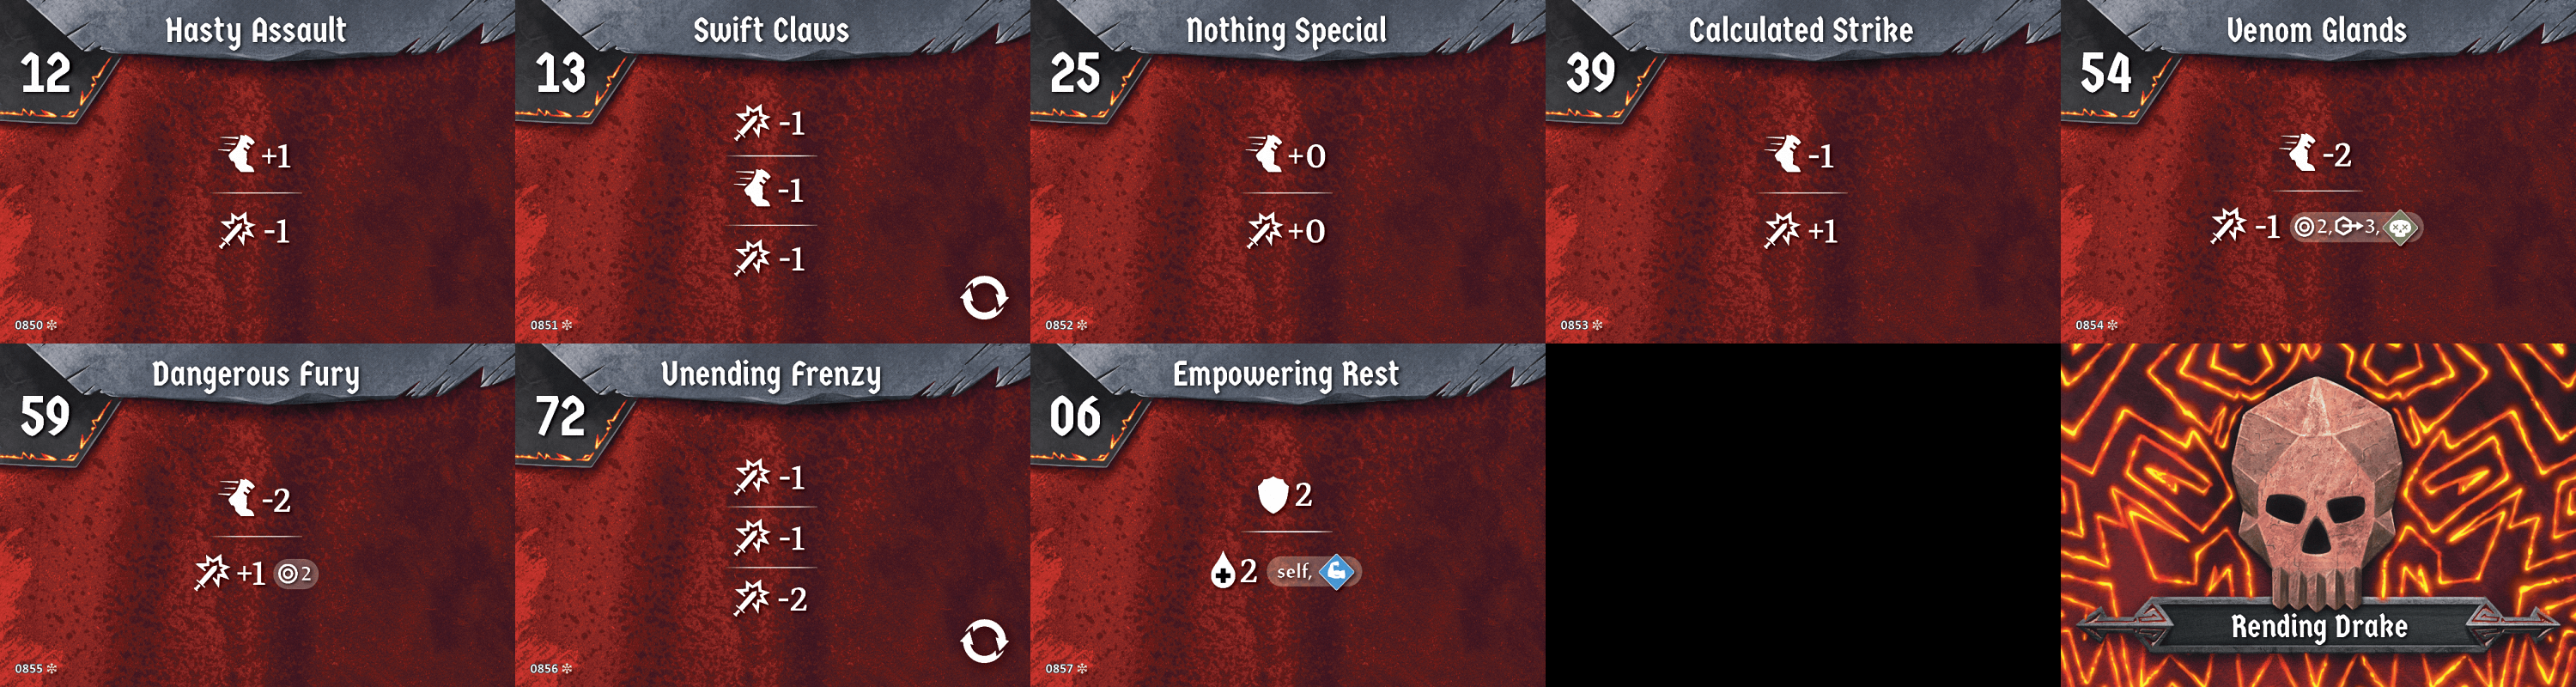 Hasty Assault
12
+1
-1
0850
Swift Claws
13
-1
-1
-1
0851
Nothing Special
25
+0
+0
0852
Calculated Strike
39
-1
+1
0853
Venom Glands
54
-2
-1 2, 3,
0854
Dangerous Fury
59
-2
+1 2
0855
Unending Frenzy
72
-1
-1
-2
0856
Empowering Rest
06
2
2 self,
0857
Rending Drake